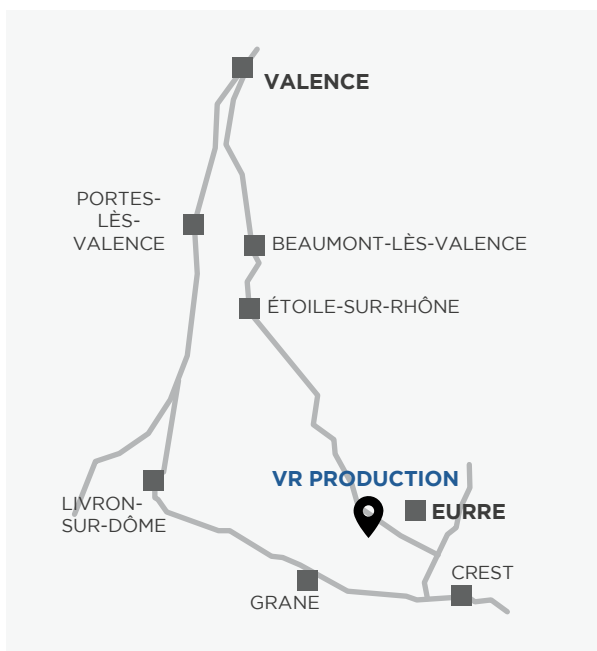 VALENCE
PORTES-
LÈS-
VALENCE
BEAUMONT-LÈS-VALENCE
ÉTOILE-SUR-RHÔNE
VR PRODUCTION
LIVRON-
SUR-DÔME
EURRE
CREST
GRANE